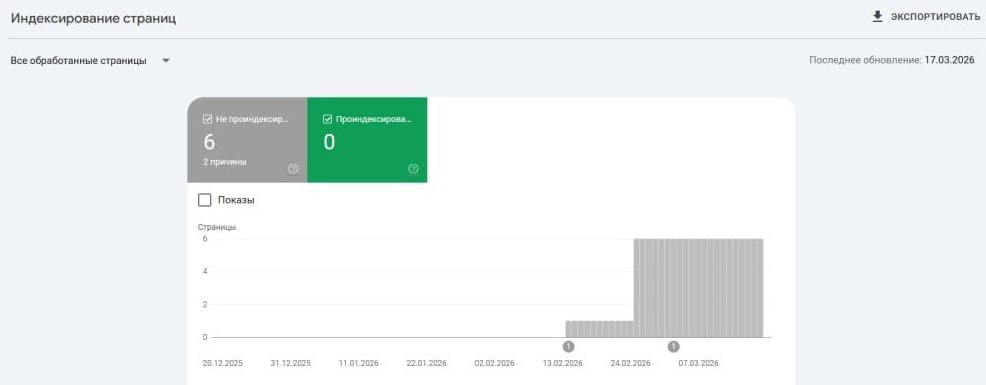 Индексирование страниц
ЭКСПОРТИРОВАТЬ
Все обработанные страницы
Последнее обновление: 17.03.2026
Не проиндексир... Проиндексирова...
6 0
2 причины
Показы
Страницы
6
4
2
0
1 1
20.12.2025 31.12.2025 11.01.2026 22.01.2026 02.02.2026 13.02.2026 24.02.2026 07.03.2026